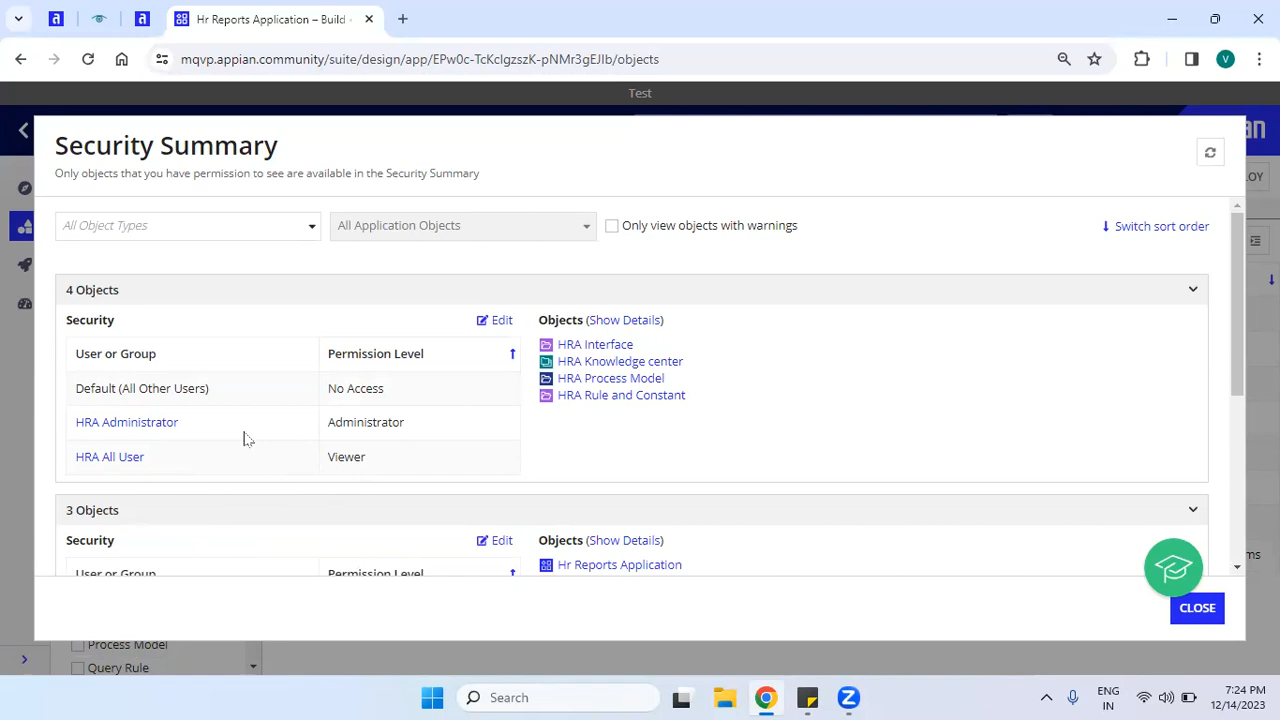 Hr Reports Application – Build
mqvp.appian.community/suite/design/app/EPw0c-TcKcIgzszK-pNMr3gEJIb/objects
V
Test
Security Summary
Only objects that you have permission to see are available in the Security Summary
All Object Types
All Application Objects
Only view objects with warnings
Switch sort order
4 Objects
Security
Edit
Objects (Show Details)
User or Group
Permission Level
Default (All Other Users)
No Access
HRA Administrator
Administrator
HRA All User
Viewer
HRA Interface
HRA Knowledge center
HRA Process Model
HRA Rule and Constant
3 Objects
Security
Edit
Objects (Show Details)
User or Group
Permission Level
Hr Reports Application
CLOSE
Process Model
Query Rule
Search
ENG
IN
7:24 PM
12/14/2023